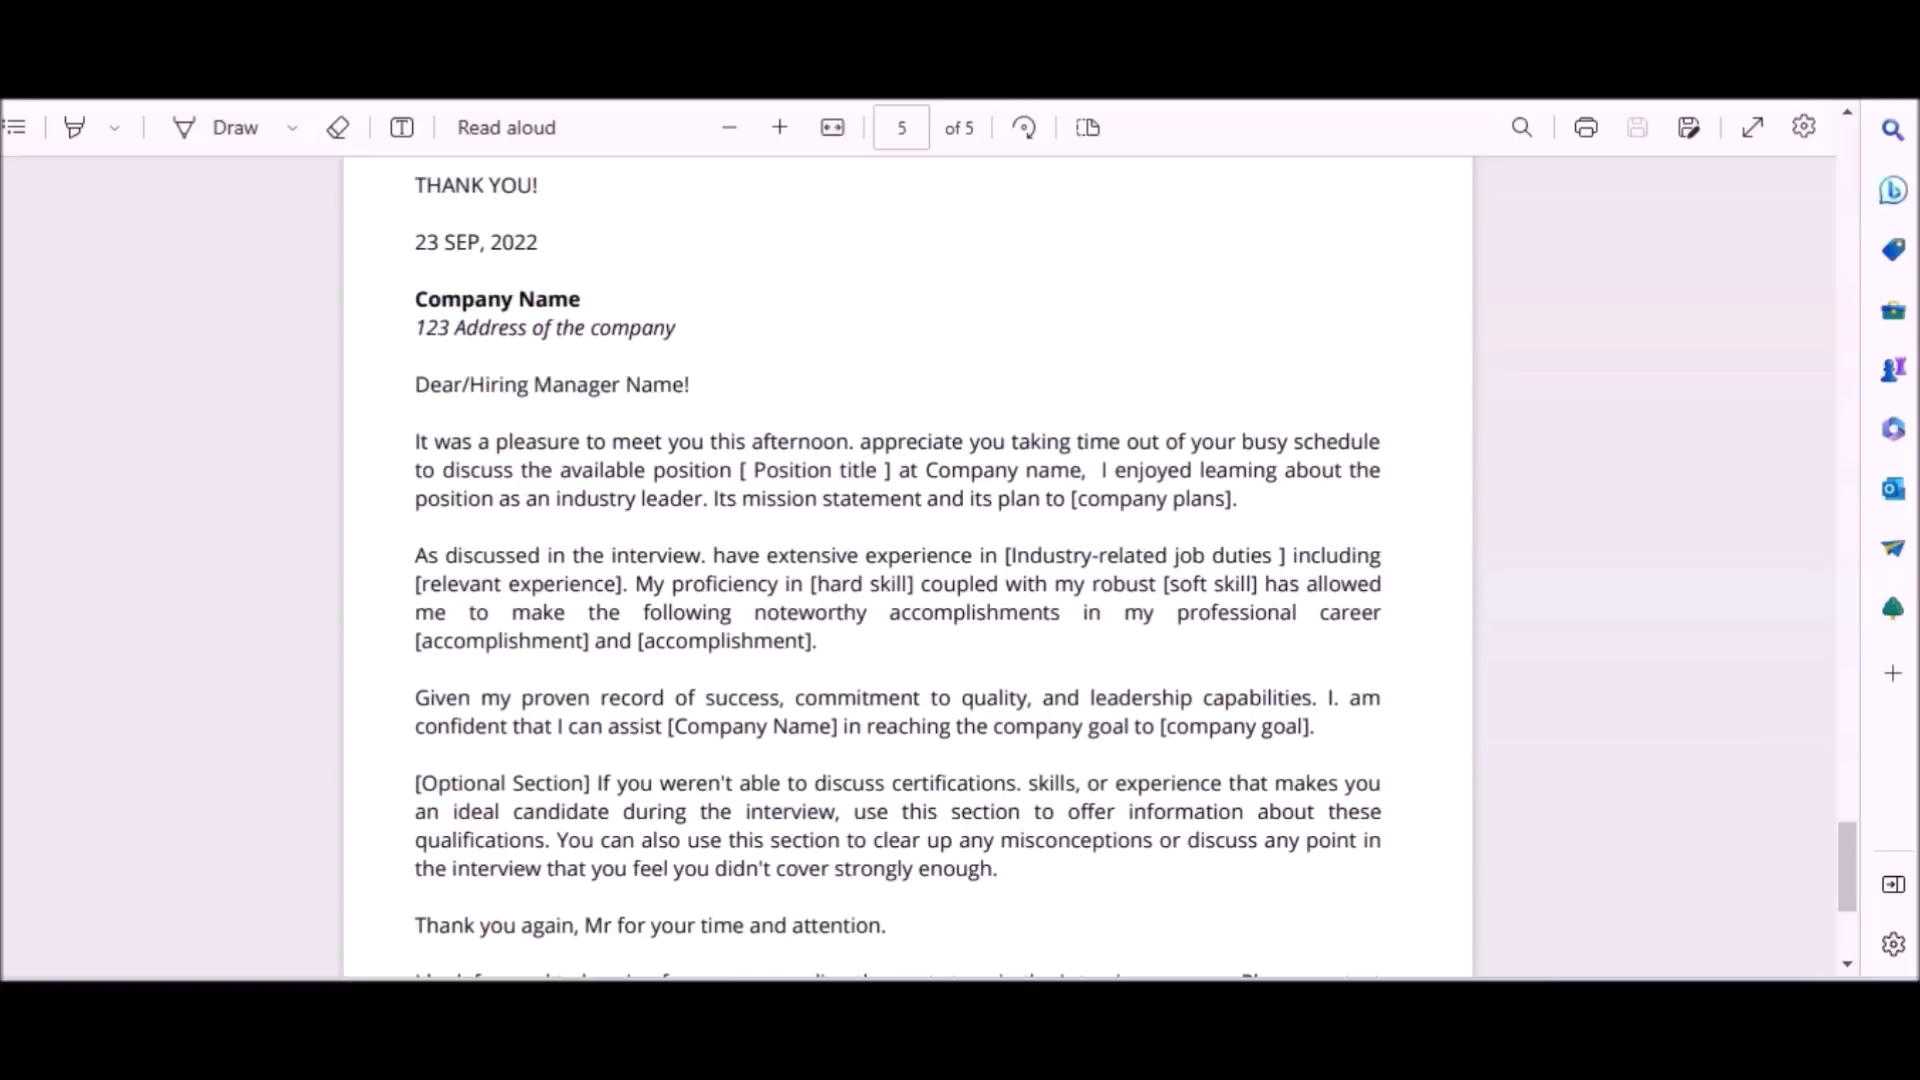 Draw
Read aloud
5 of 5
THANK YOU!
23 SEP, 2022
Company Name
123 Address of the company
Dear/Hiring Manager Name!
It was a pleasure to meet you this afternoon. appreciate you taking time out of your busy schedule
to discuss the available position [ Position title ] at Company name, I enjoyed leaming about the
position as an industry leader. Its mission statement and its plan to [company plans].
As discussed in the interview. have extensive experience in [Industry-related job duties ] including
[relevant experience]. My proficiency in [hard skill] coupled with my robust [soft skill] has allowed
me to make the following noteworthy accomplishments in my professional career
[accomplishment] and [accomplishment].
Given my proven record of success, commitment to quality, and leadership capabilities. I. am
confident that I can assist [Company Name] in reaching the company goal to [company goal].
[Optional Section] If you weren't able to discuss certifications. skills, or experience that makes you
an ideal candidate during the interview, use this section to offer information about these
qualifications. You can also use this section to clear up any misconceptions or discuss any point in
the interview that you feel you didn't cover strongly enough.
Thank you again, Mr for your time and attention.